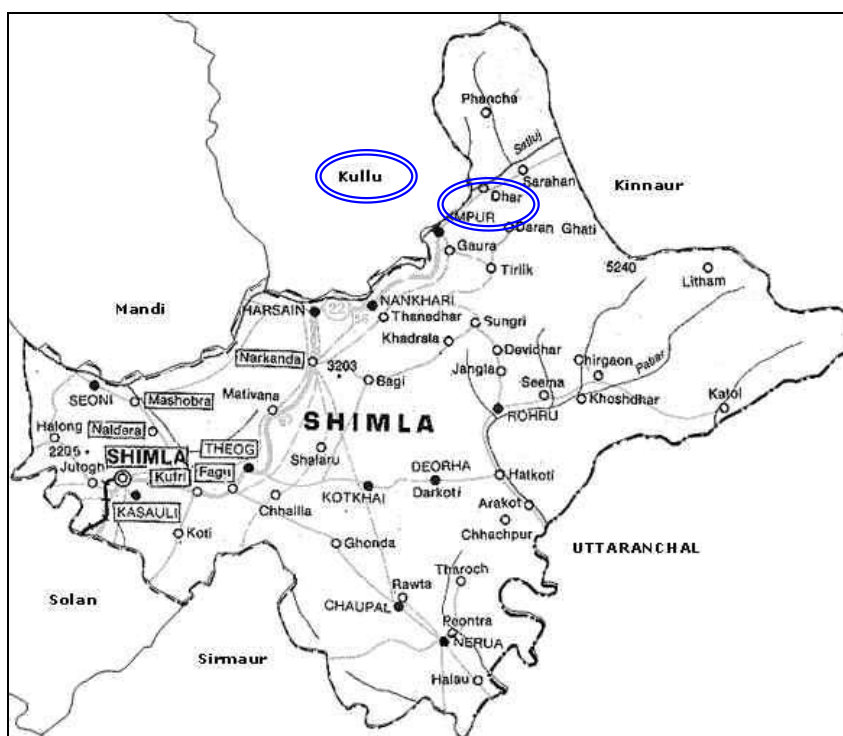 Phancha
Satluj
Kullu
Sarahan
Kinnaur
Dhar
MPUR
Daran Ghati
Gaura
Tirlik
5240
Litham
Mandi
NANKHARI
HARSAIN
22
Thanedhar
Sungri
Khadrala
Devidhar
Narkanda
3203
Chirgaon
Pabar
Jangla
Bagi
Seema
SEONI
Mashobra
Mativana
Khoshdhar
Katol
ROHRU
SHIMLA
Halong
Naldera
2205
SHIMLA
THEOG
Shalaru
Jutogh
Kufri
Fagu
DEORHA
Hatkoti
KOTKHAI
Darkoti
KASAULI
Chhailla
Arakot
Chhachpur
Koti
Ghonda
UTTARANCHAL
Tharoch
Solan
Rawta
CHAUPAL
Peontra
NERUA
Sirmaur
Halau